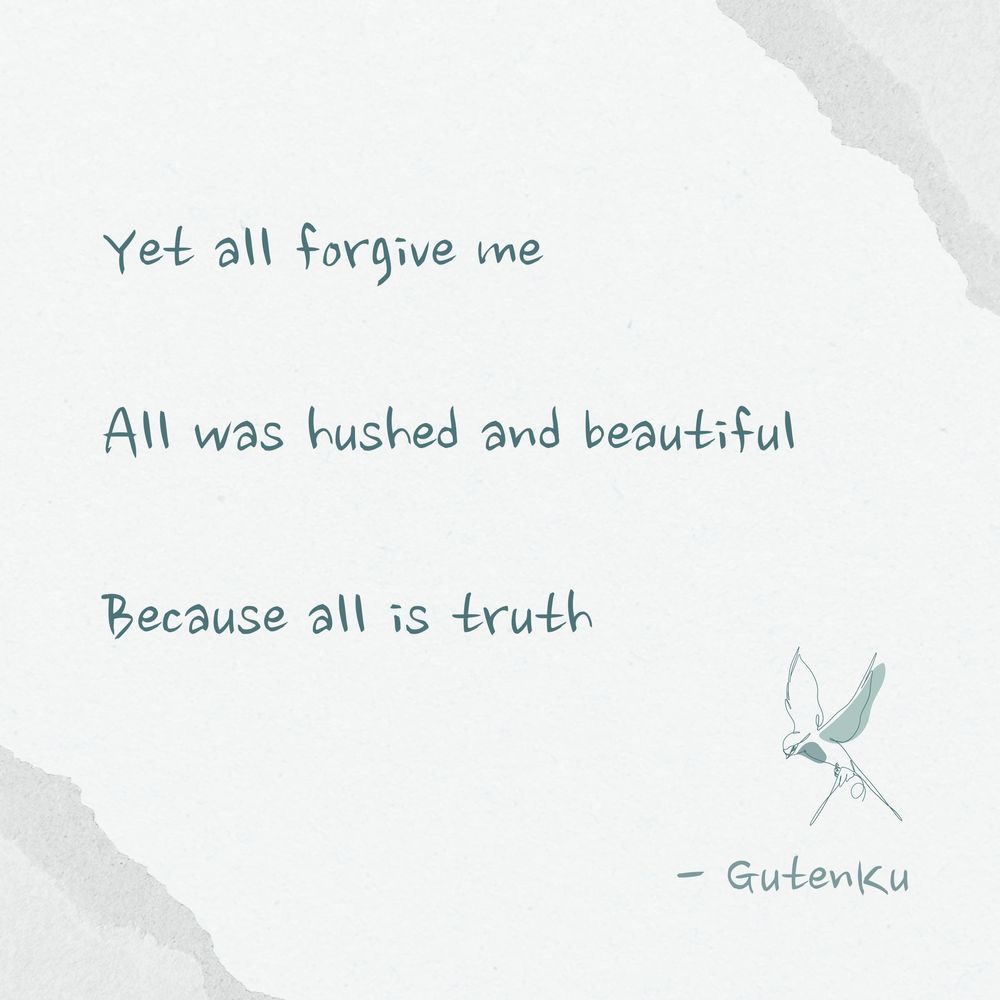 Yet all forgive me
All was hushed and beautiful
Because all is truth
- GutenKu